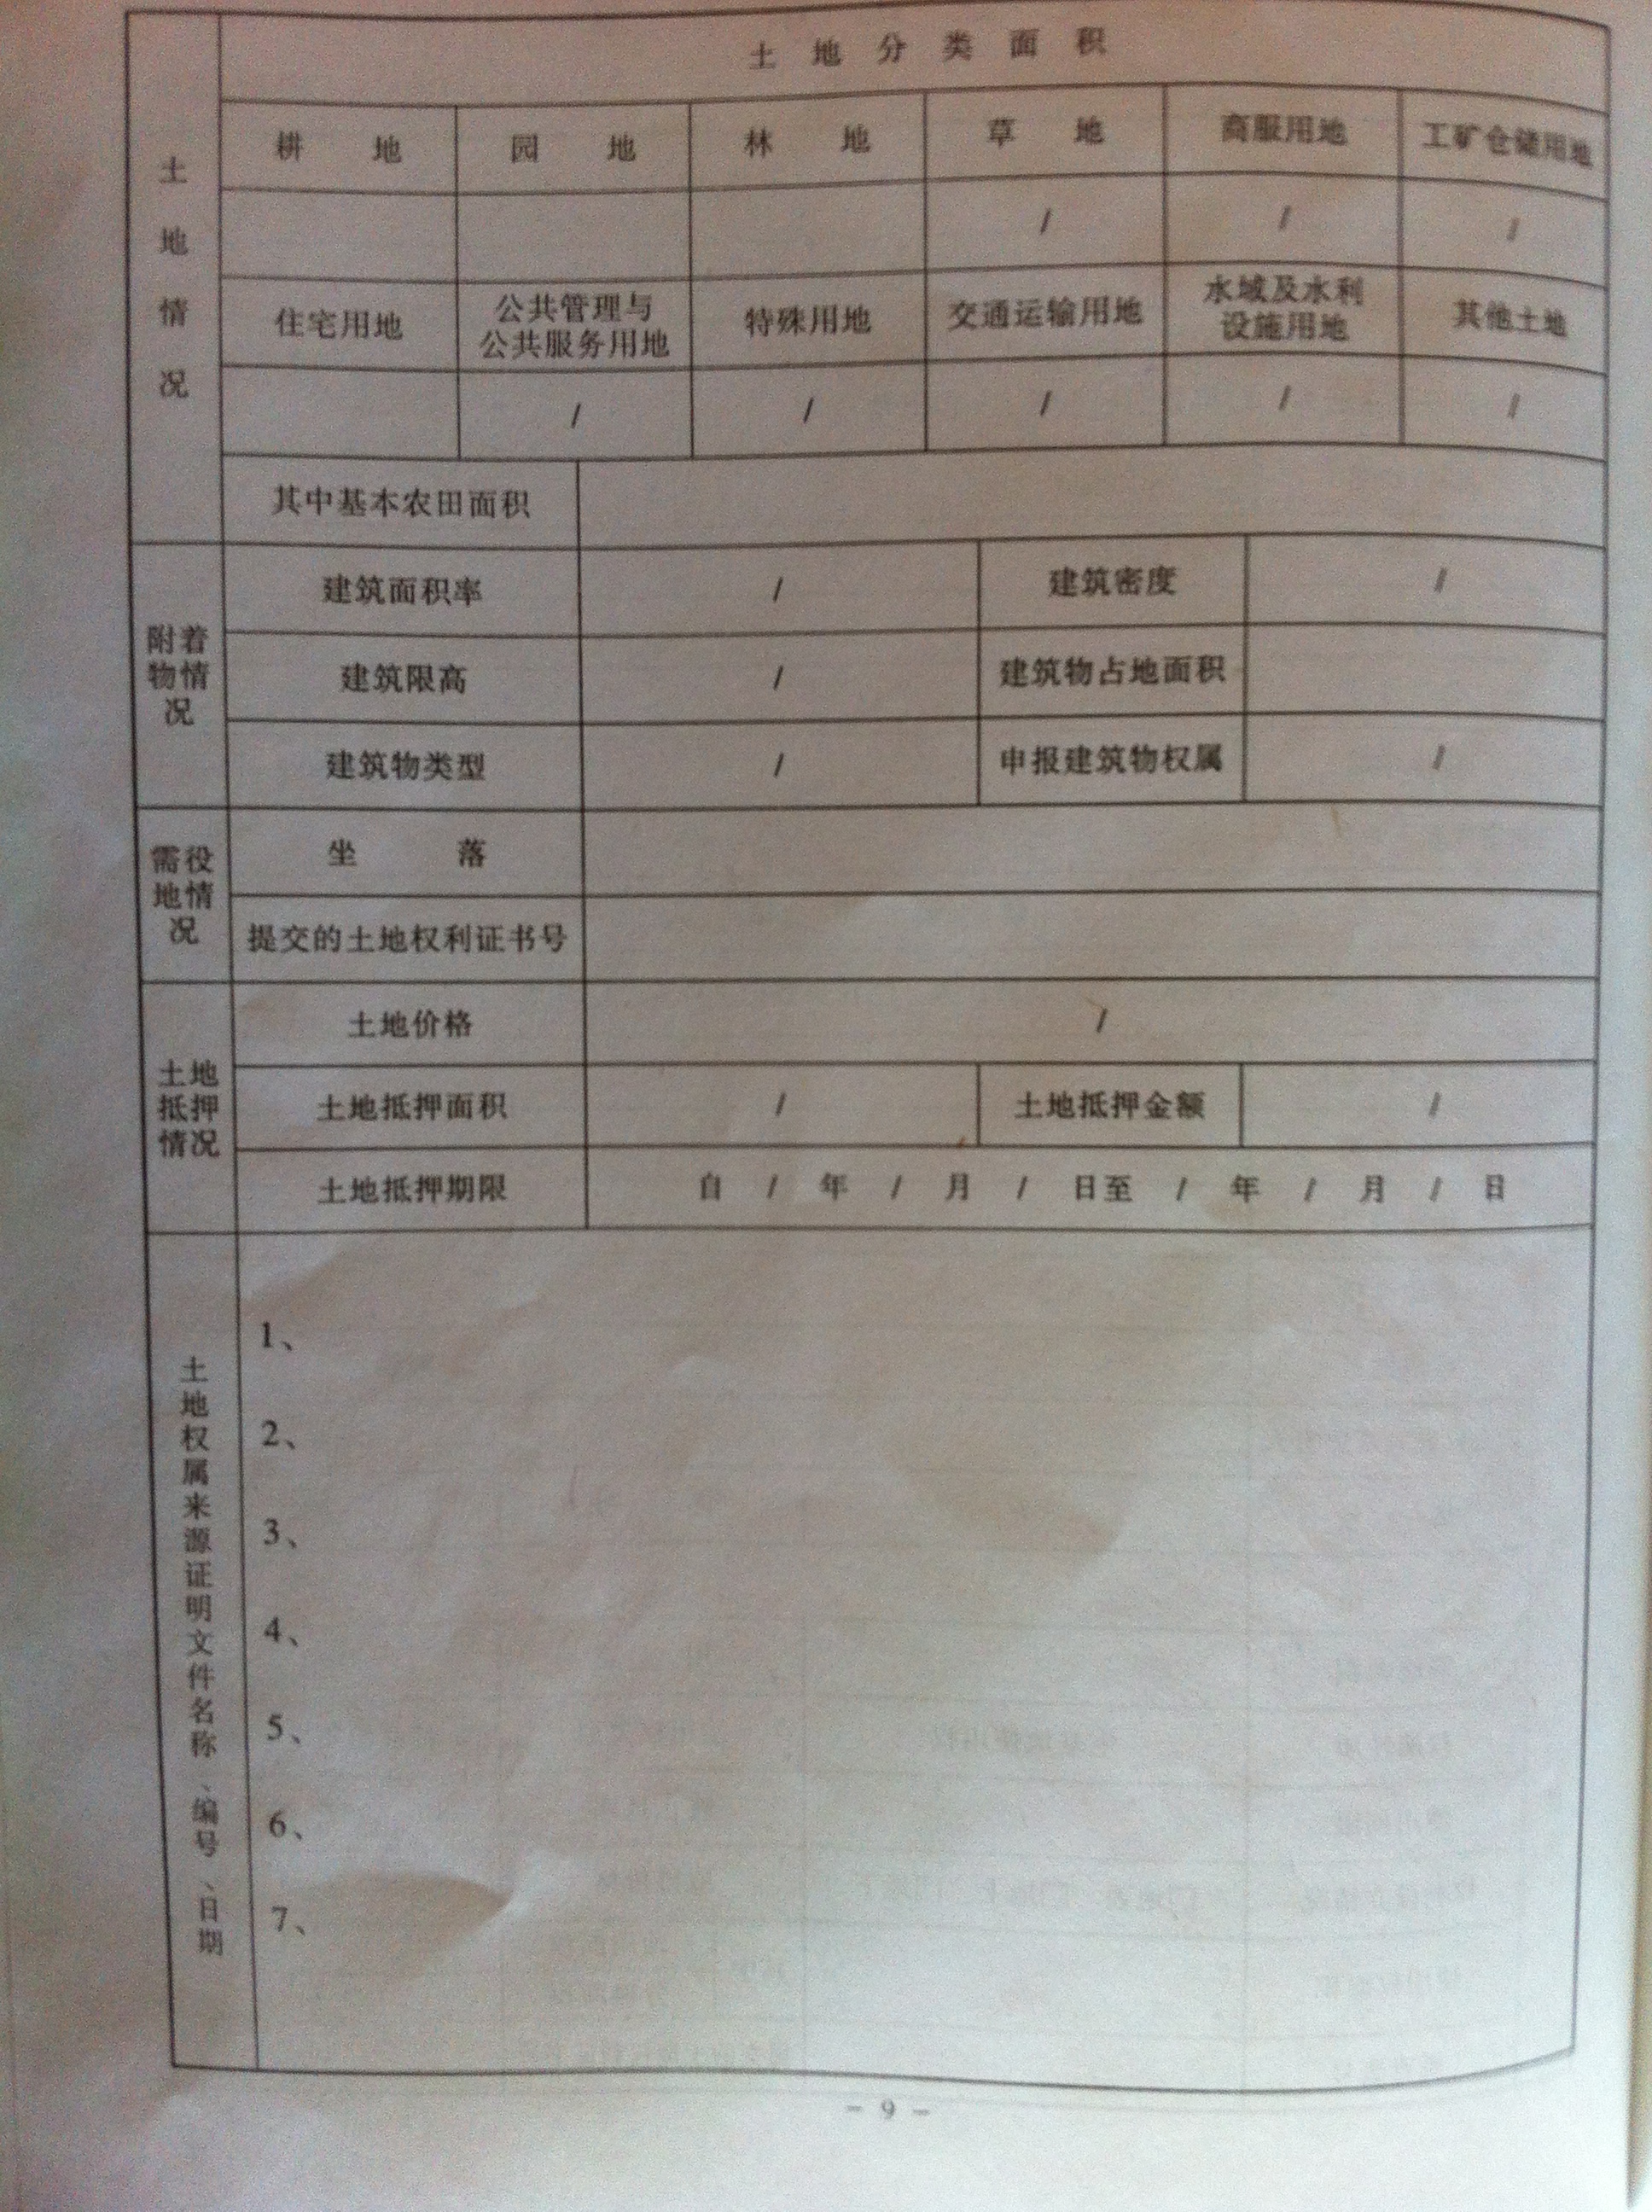 土地情况
土地分类面积
耕地 园地 林地 草地 商服用地 工矿仓储用地
/ / /
住宅用地 公共管理与公共服务用地 特殊用地 交通运输用地 水域及水利设施用地 其他土地
/ / / / /
其中基本农田面积
附着物情况
建筑面积率 / 建筑密度 /
建筑限高 / 建筑物占地面积
建筑物类型 / 申报建筑物权属 /
需役地情况
坐落
提交的土地权利证书号
土地抵押情况
土地价格 /
土地抵押面积 / 土地抵押金额 /
土地抵押期限 自 / 年 / 月 / 日至 / 年 / 月 / 日
土地权属来源证明文件名称、编号、日期
1、
2、
3、
4、
5、
6、
7、
- 9 -